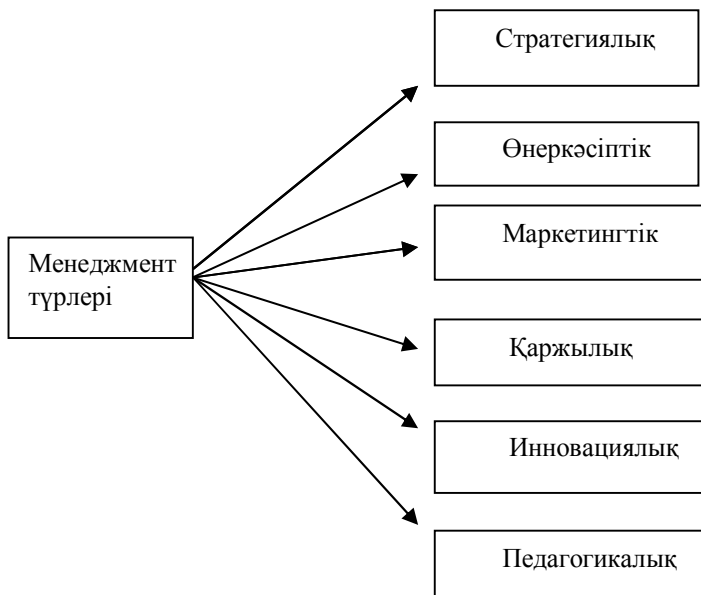 Менеджмент
түрлері
Стратегиялық
Өнеркәсіптік
Маркетингтік
Қаржылық
Инновациялық
Педагогикалық